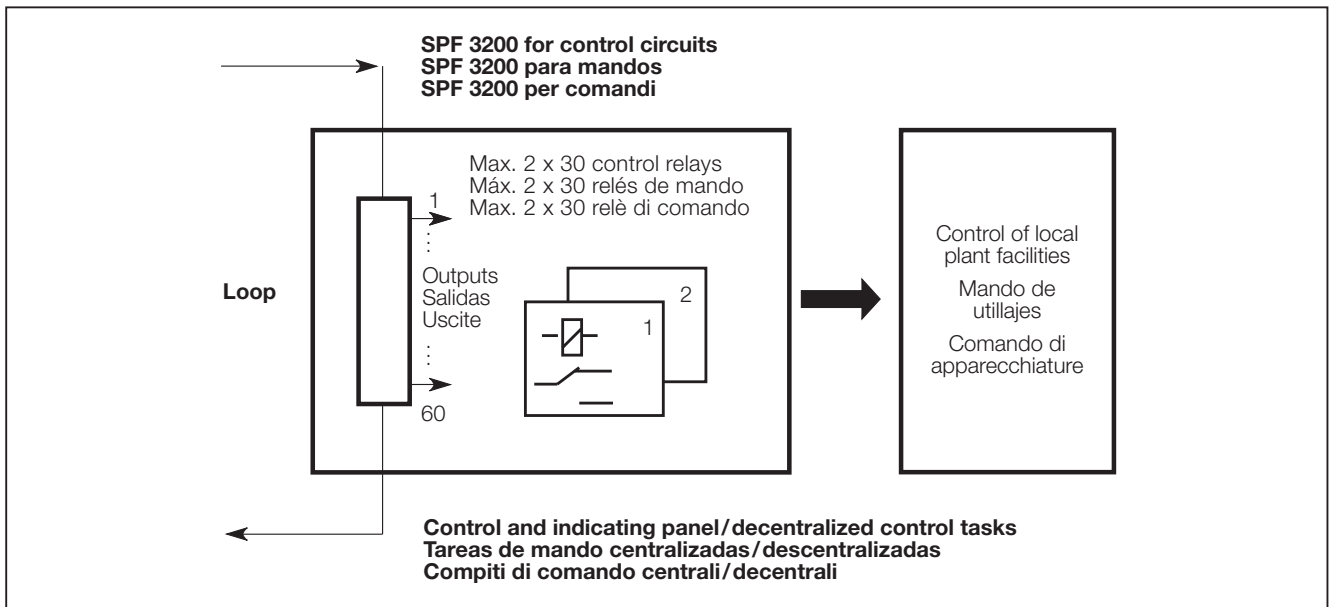 SPF 3200 for control circuits
SPF 3200 para mandos
SPF 3200 per comandi
Max. 2 x 30 control relays
Máx. 2 x 30 relés de mando
Max. 2 x 30 relè di comando
1
Outputs
Salidas
Uscite
60
Loop
2
1
Control of local
plant facilities
Mando de
utillajes
Comando di
apparecchiature
Control and indicating panel/decentralized control tasks
Tareas de mando centralizadas/descentralizadas
Compiti di comando centrali/decentrali